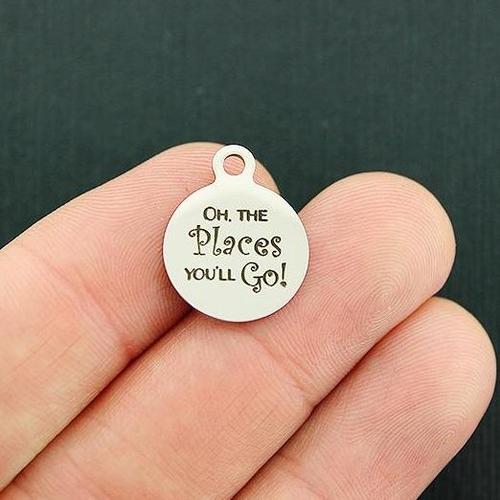 OH, THE
Places
YOU'LL Go!